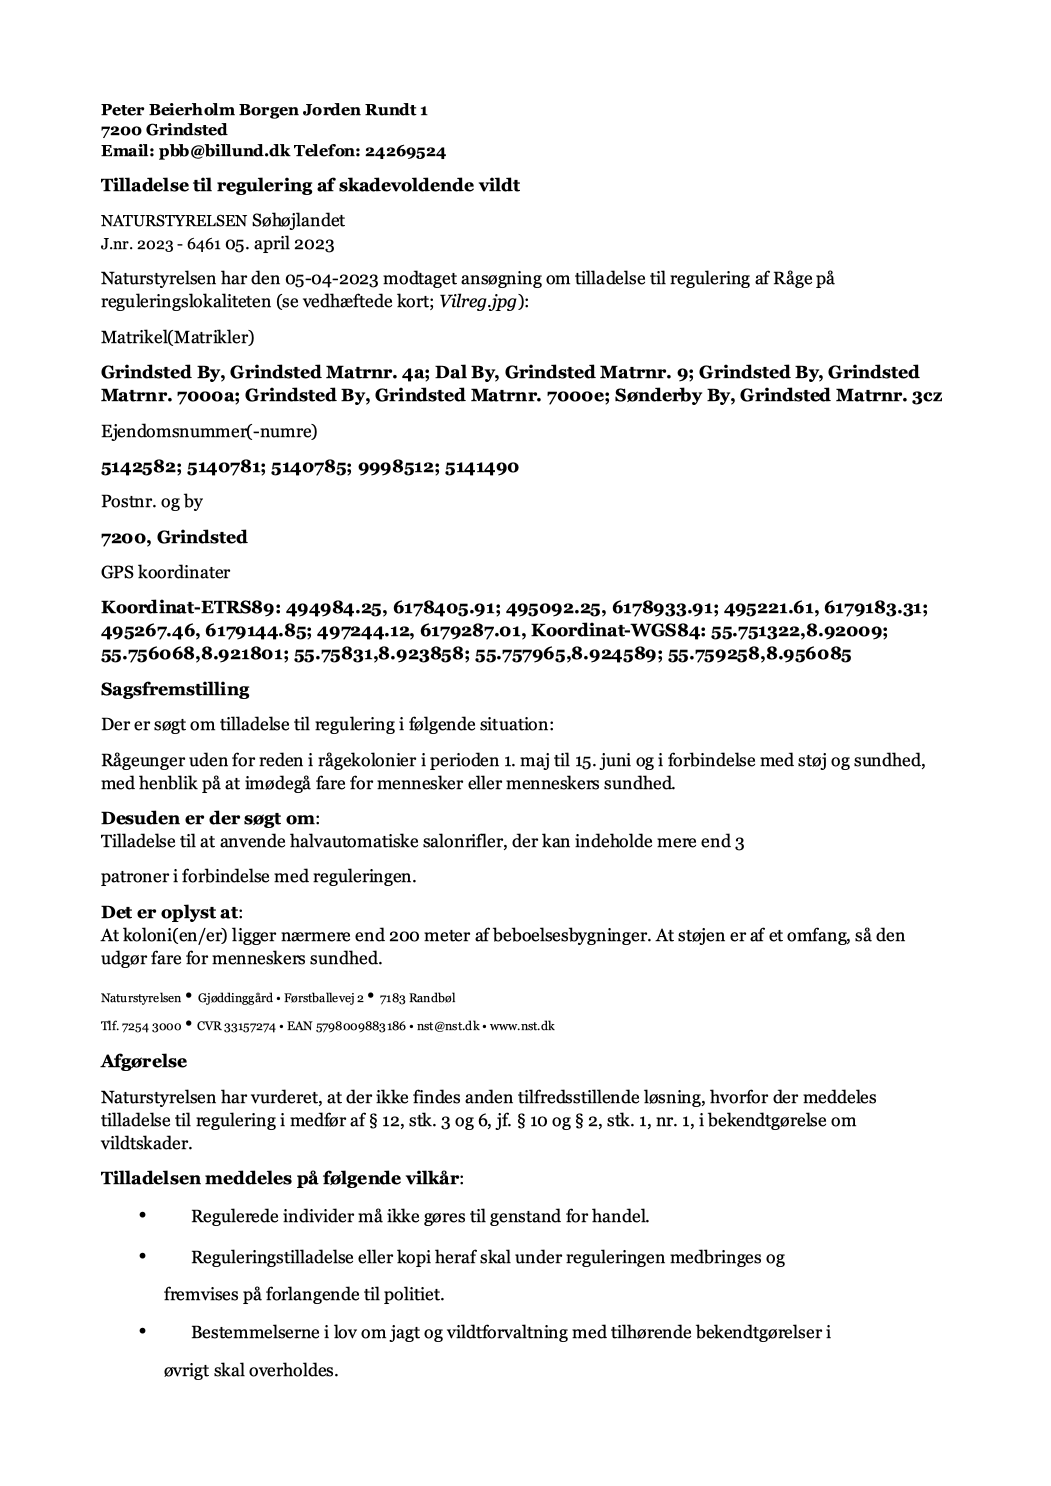 Peter Beierholm Borgen Jorden Rundt 1
7200 Grindsted
Email: pbb@billund.dk Telefon: 24269524
Tilladelse til regulering af skadevoldende vildt
NATURSTYRELSEN Søhøjlandet
J.nr. 2023 - 6461 05. april 2023
Naturstyrelsen har den 05-04-2023 modtaget ansøgning om tilladelse til regulering af Råge på
reguleringslokaliteten (se vedhæftede kort; Vilreg.jpg):
Matrikel(Matrikler)
Grindsted By, Grindsted Matrnr. 4a; Dal By, Grindsted Matrnr. 9; Grindsted By, Grindsted
Matrnr. 7000a; Grindsted By, Grindsted Matrnr. 7000e; Sønderby By, Grindsted Matrnr. 3cz
Ejendomsnummer(-numre)
5142582; 5140781; 5140785; 9998512; 5141490
Postnr. og by
7200, Grindsted
GPS koordinater
Koordinat-ETRS89: 494984.25, 6178405.91; 495092.25, 6178933.91; 495221.61, 6179183.31;
495267.46, 6179144.85; 497244.12, 6179287.01, Koordinat-WGS84: 55.751322,8.92009;
55.756068,8.921801; 55.75831,8.923858; 55.757965,8.924589; 55.759258,8.956085
Sagsfremstilling
Der er søgt om tilladelse til regulering i følgende situation:
Rågeunger uden for reden i rågekolonier i perioden 1. maj til 15. juni og i forbindelse med støj og sundhed,
med henblik på at imødegå fare for mennesker eller menneskers sundhed.
Desuden er der søgt om:
Tilladelse til at anvende halvautomatiske salonrifler, der kan indeholde mere end 3
patroner i forbindelse med reguleringen.
Det er oplyst at:
At koloni(en/er) ligger nærmere end 200 meter af beboelsesbygninger. At støjen er af et omfang, så den
udgør fare for menneskers sundhed.
Naturstyrelsen • Gjøddinggård • Førstballevej 2 • 7183 Randbøl
Tlf. 7254 3000 • CVR 33157274 • EAN 5798009883186 • nst@nst.dk • www.nst.dk
Afgørelse
Naturstyrelsen har vurderet, at der ikke findes anden tilfredsstillende løsning, hvorfor der meddeles
tilladelse til regulering i medfør af § 12, stk. 3 og 6, jf. § 10 og § 2, stk. 1, nr. 1, i bekendtgørelse om
vildtskader.
Tilladelsen meddeles på følgende vilkår:
• Regulerede individer må ikke gøres til genstand for handel.
• Reguleringstilladelse eller kopi heraf skal under reguleringen medbringes og
fremvises på forlangende til politiet.
• Bestemmelserne i lov om jagt og vildtforvaltning med tilhørende bekendtgørelser i
øvrigt skal overholdes.